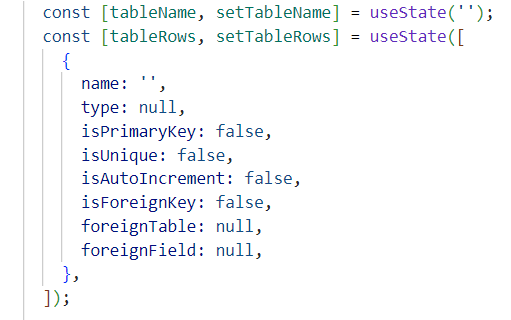 const [tableName, setTableName] = useState('');
const [tableRows, setTableRows] = useState([
  {
    name: '',
    type: null,
    isPrimaryKey: false,
    isUnique: false,
    isAutoIncrement: false,
    isForeignKey: false,
    foreignTable: null,
    foreignField: null,
  },
]);